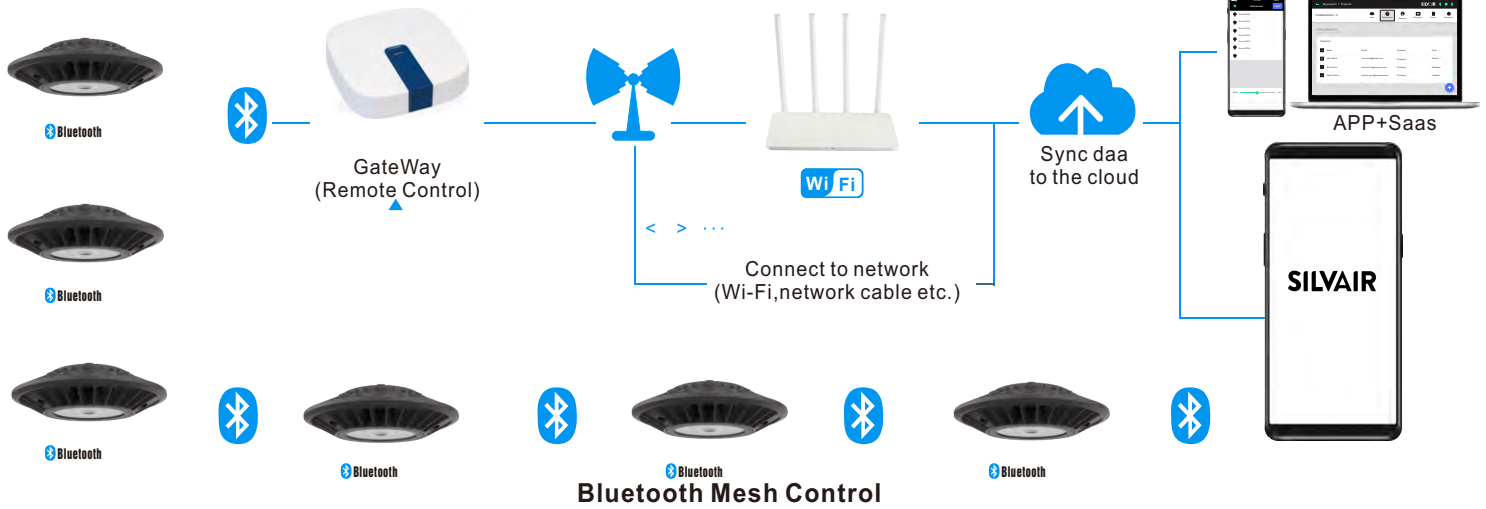 SILVAIR
APP+Saas
Bluetooth
GateWay
(Remote Control)
Wi Fi
Sync daa
to the cloud
Bluetooth
< > ···
Connect to network
(Wi-Fi,network cable etc.)
SILVAIR
Bluetooth
Bluetooth
Bluetooth
Bluetooth
Bluetooth Mesh Control